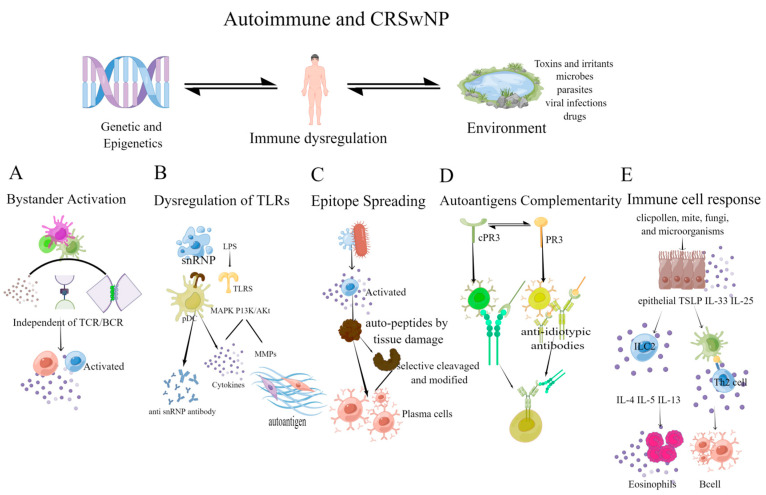 Autoimmune and CRSwNP
Genetic and
Epigenetics
Immune dysregulation
Toxins and irritants
microbes
parasites
viral infections
drugs
Environment
A
Bystander Activation
Independent of TCR/BCR
Activated
B
Dysregulation of TLRs
snRNP
LPS
TLRS
pDC
MAPK P13K/AKt
MMPs
Cytokines
anti snRNP antibody
autoantigen
C
Epitope Spreading
Activated
auto-peptides by
tissue damage
selective cleavaged
and modified
Plasma cells
D
Autoantigens Complementarity
cPR3
PR3
anti-idiotypic
antibodies
E
Immune cell response
clicpollen, mite, fungi,
and microorganisms
epithelial TSLP IL-33 IL-25
ILC2
Th2 cell
IL-4 IL-5 IL-13
Eosinophils
Bcell